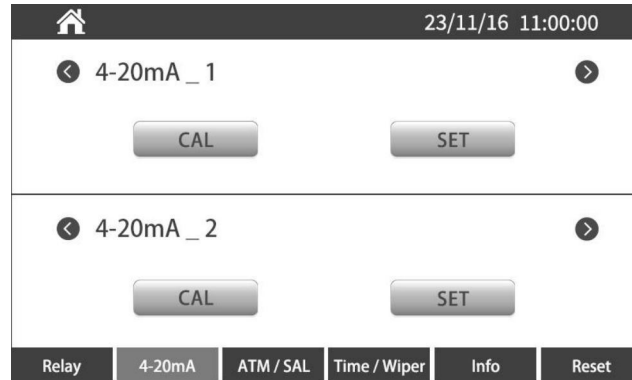 23/11/16 11:00:00
4-20mA _ 1
CAL SET
4-20mA _ 2
CAL SET
Relay 4-20mA ATM / SAL Time / Wiper Info Reset